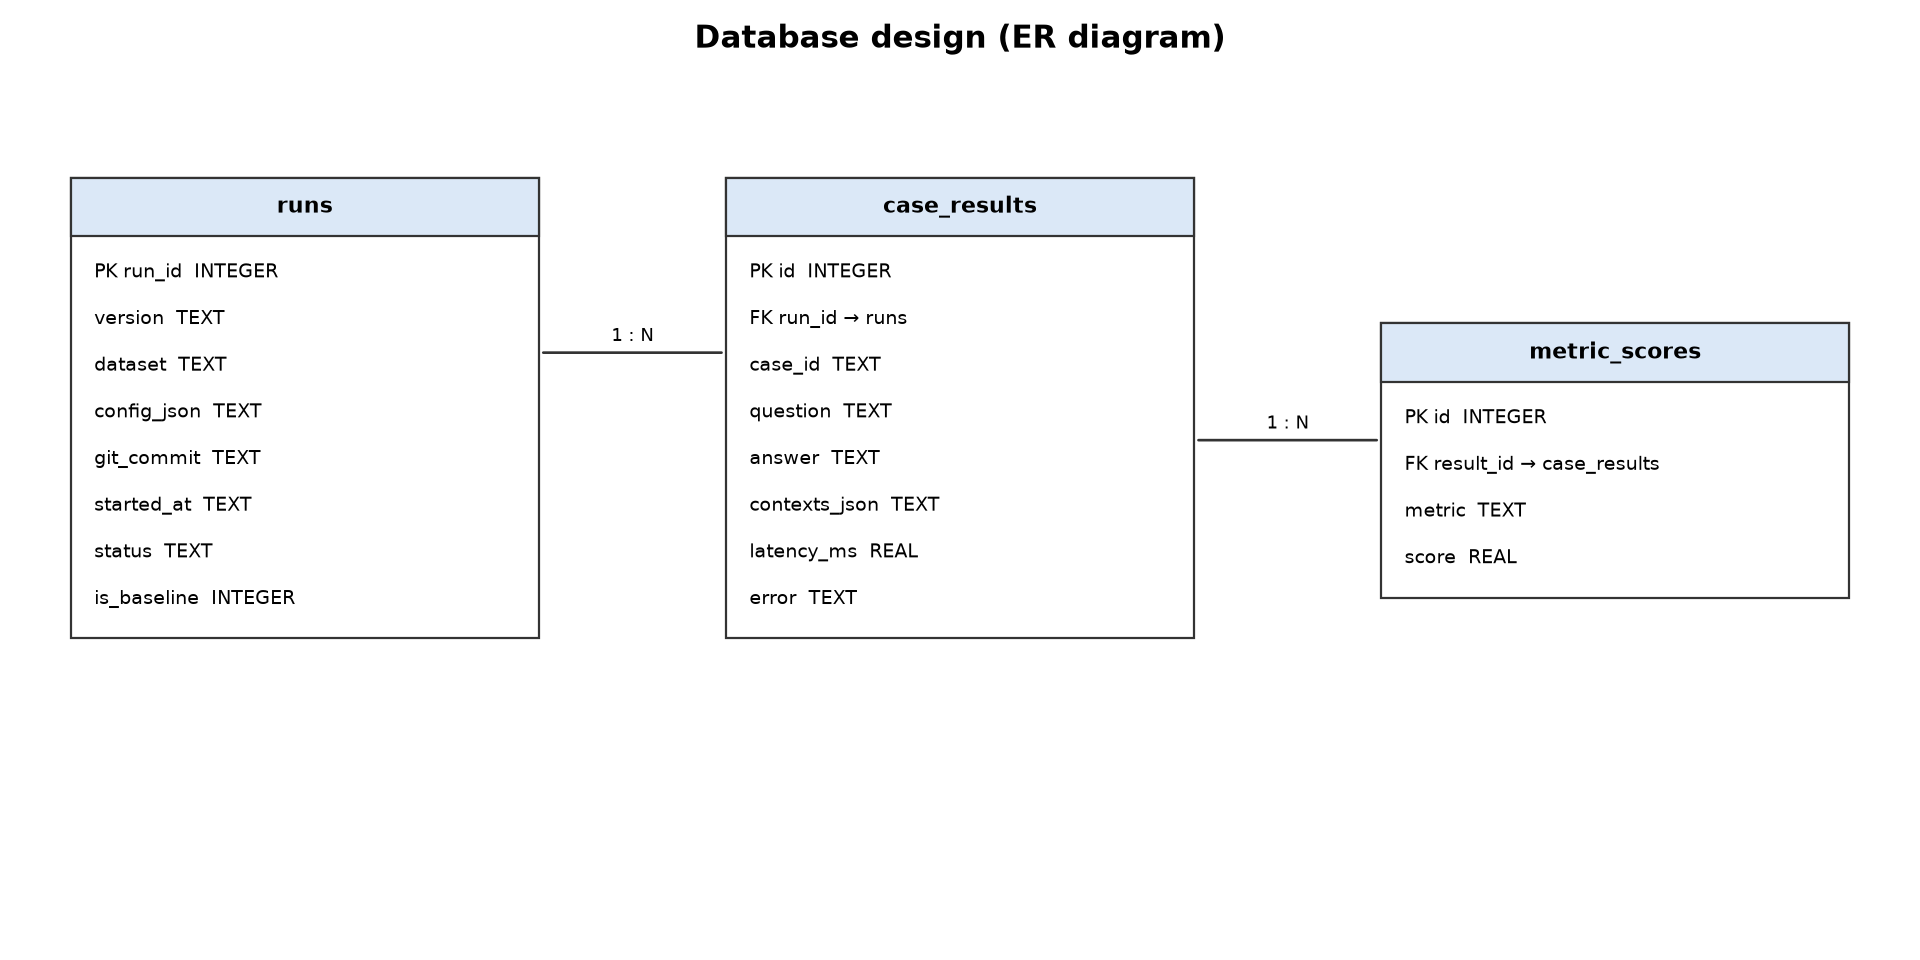 Database design (ER diagram)
runs
PK run_id INTEGER
version TEXT
dataset TEXT
config_json TEXT
git_commit TEXT
started_at TEXT
status TEXT
is_baseline INTEGER
1 : N
case_results
PK id INTEGER
FK run_id → runs
case_id TEXT
question TEXT
answer TEXT
contexts_json TEXT
latency_ms REAL
error TEXT
1 : N
metric_scores
PK id INTEGER
FK result_id → case_results
metric TEXT
score REAL